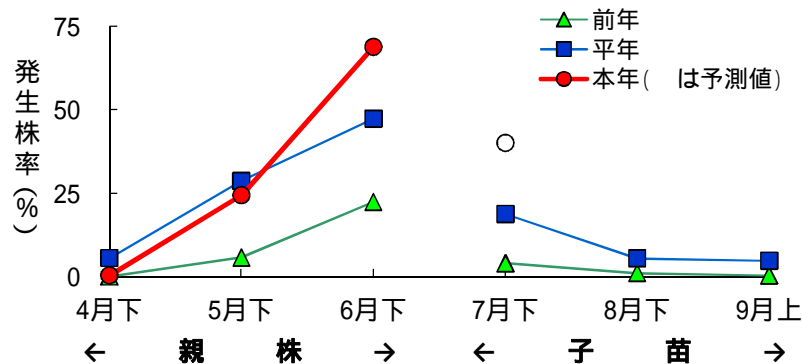 発生株率(%)
75
50
25
0
前年
平年
本年(　は予測値)
4月下 5月下 6月下 7月下 8月下 9月上
← 親 株 → ← 子 苗 →